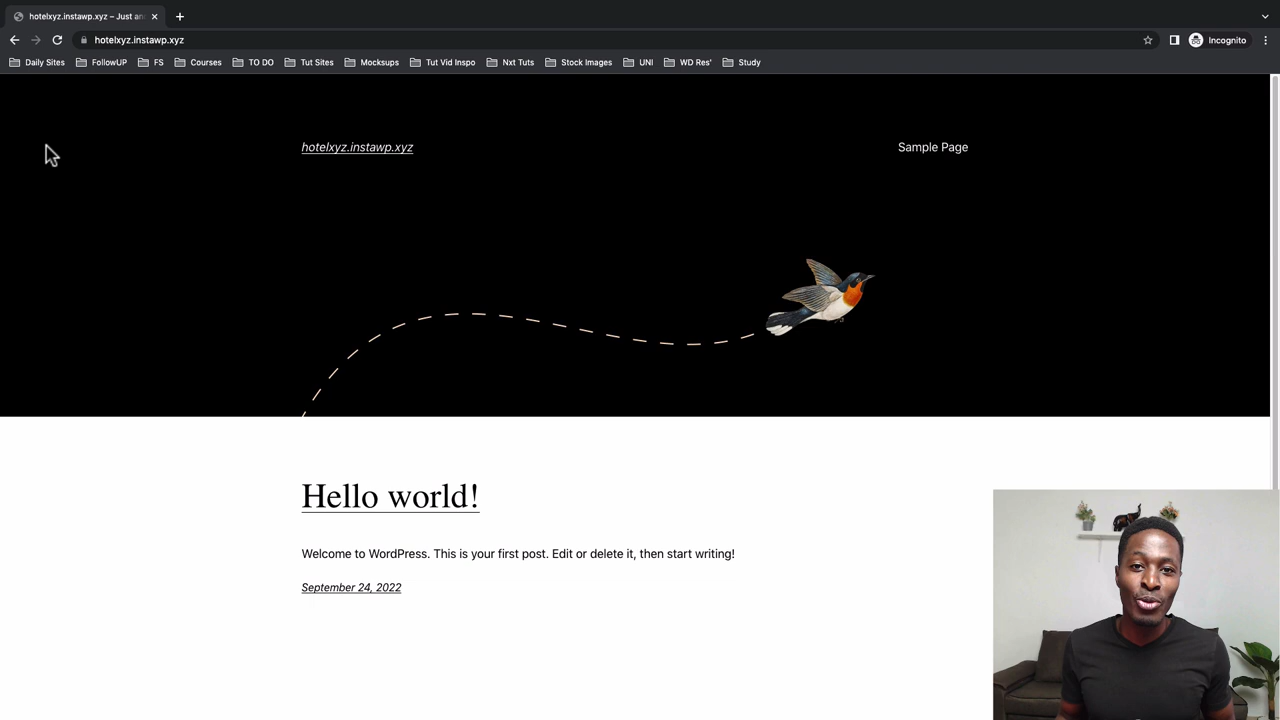 hotelxyz.instawp.xyz – Just an
hotelxyz.instawp.xyz
Incognito
Daily Sites
FollowUP
FS
Courses
TO DO
Tut Sites
Mocksups
Tut Vid Inspo
Nxt Tuts
Stock Images
UNI
WD Res'
Study
hotelxyz.instawp.xyz
Sample Page
Hello world!
Welcome to WordPress. This is your first post. Edit or delete it, then start writing!
September 24, 2022